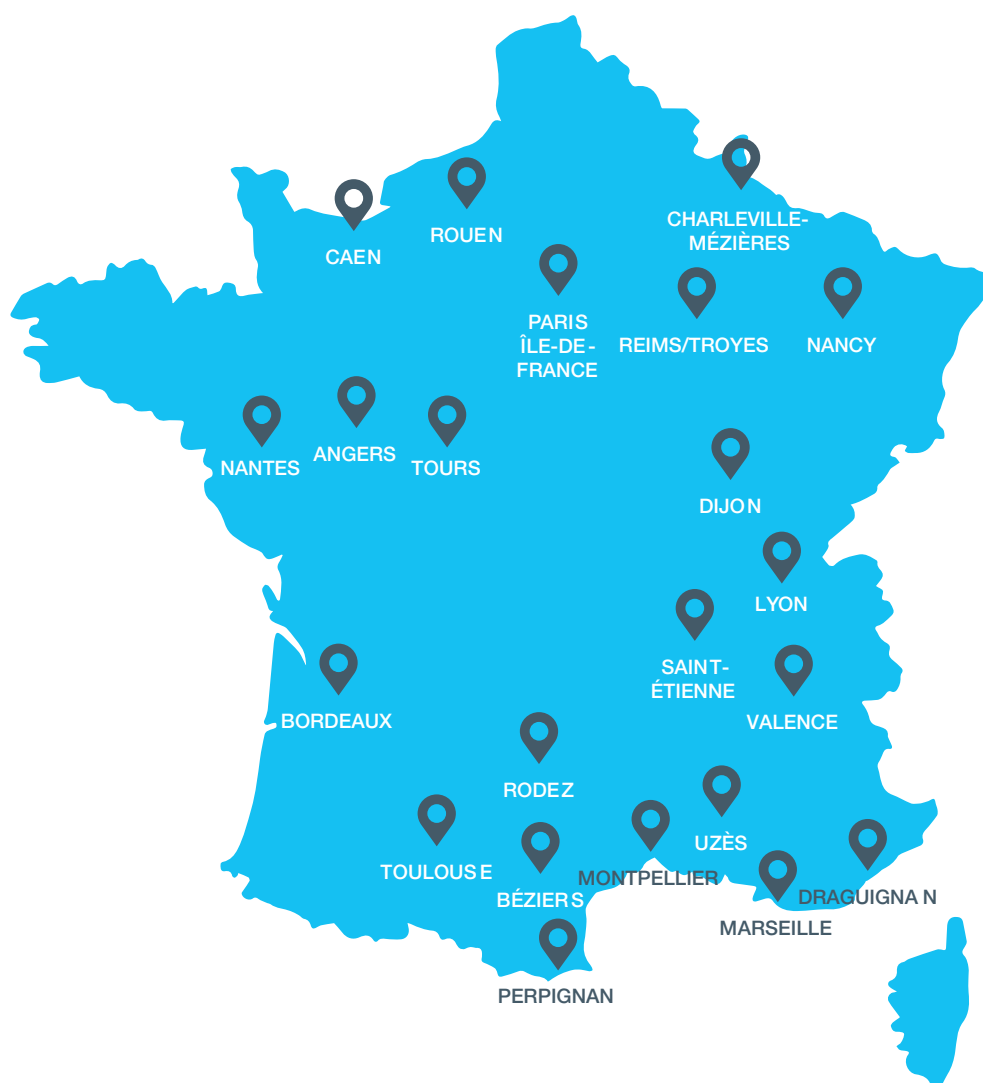 CHARLEVILLE-
MÉZIÈRES
ROUEN
CAEN
PARIS
ÎLE-DE-
FRANCE
REIMS/TROYES
NANCY
ANGERS
NANTES
TOURS
DIJON
LYON
SAINT-
ÉTIENNE
BORDEAUX
VALENCE
RODEZ
UZÈS
TOULOUSE
MONTPELLIER
BÉZIERS
DRAGUIGNAN
MARSEILLE
PERPIGNAN